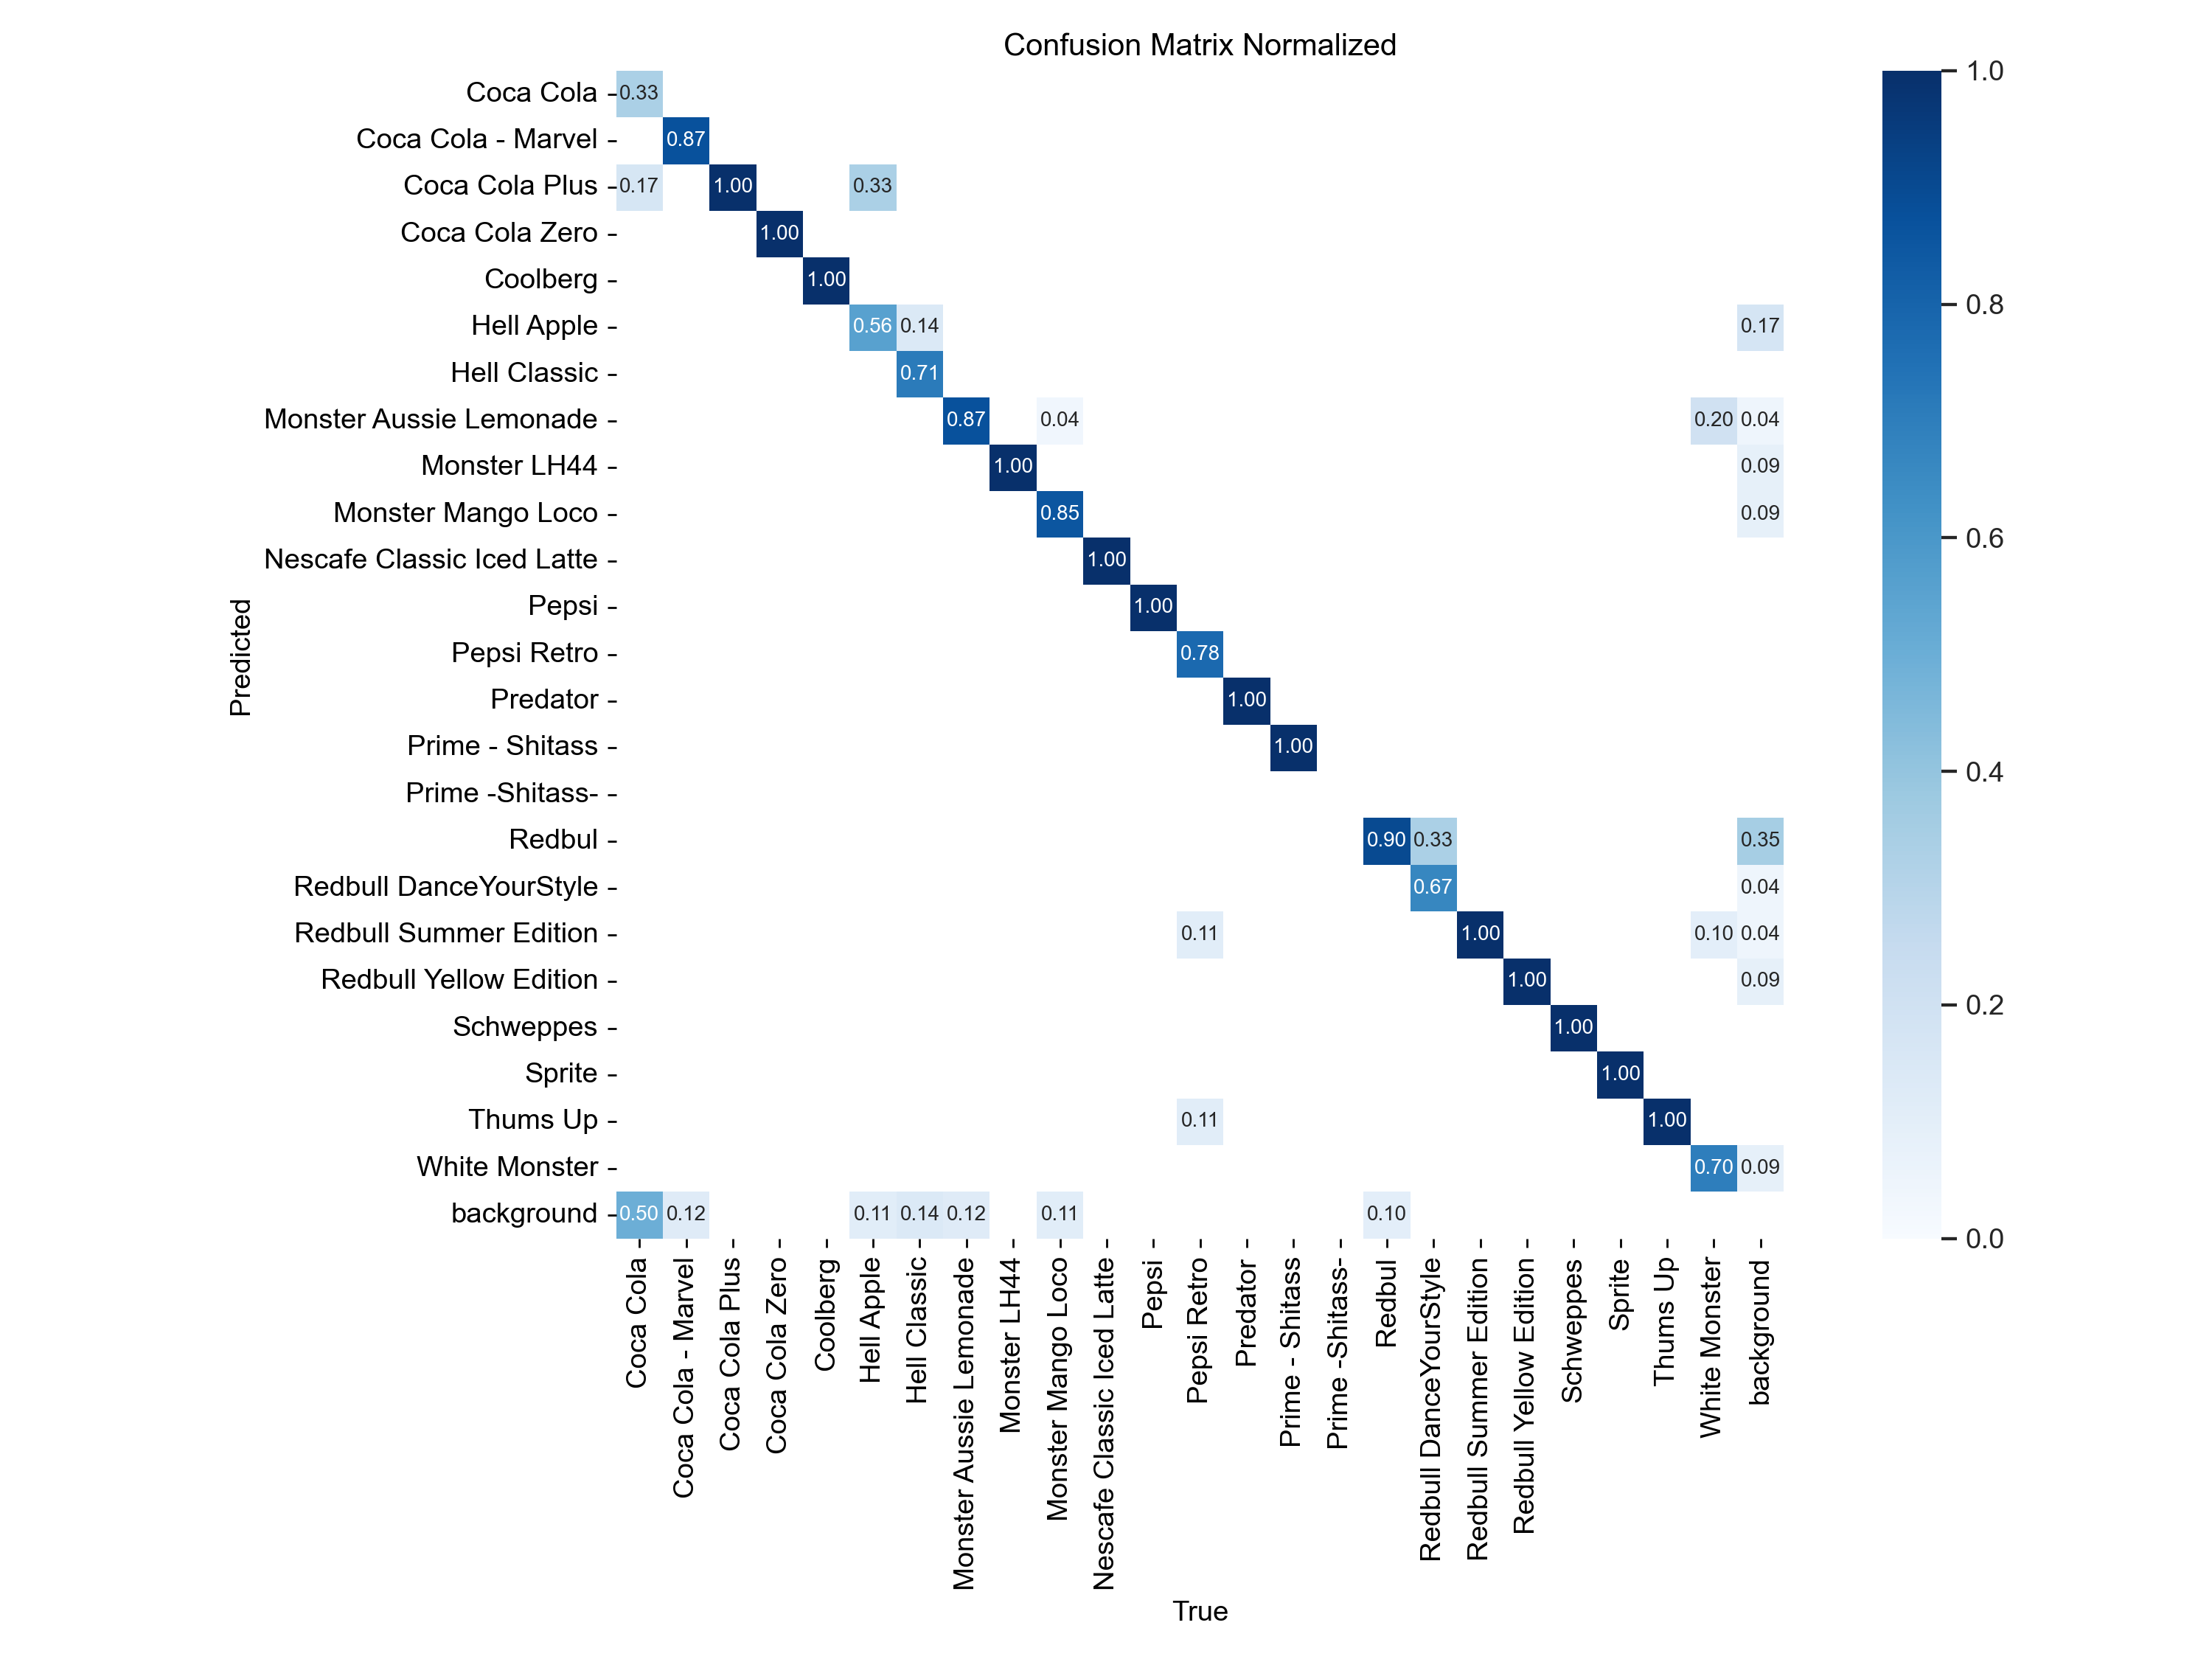 Confusion Matrix Normalized
Coca Cola 0.33
Coca Cola - Marvel 0.87
Coca Cola Plus 0.17 1.00 0.33
Coca Cola Zero 1.00
Coolberg 1.00
Hell Apple 0.56 0.14 0.17
Hell Classic 0.71
Monster Aussie Lemonade 0.87 0.04 0.20 0.04
Monster LH44 1.00 0.09
Monster Mango Loco 0.85 0.09
Nescafe Classic Iced Latte 1.00
Pepsi 1.00
Pepsi Retro 0.78
Predator 1.00
Prime - Shitass 1.00
Prime -Shitass-
Redbul 0.90 0.33 0.35
Redbull DanceYourStyle 0.67 0.04
Redbull Summer Edition 0.11 1.00 0.10 0.04
Redbull Yellow Edition 1.00 0.09
Schweppes 1.00
Sprite 1.00
Thums Up 0.11 1.00
White Monster 0.70 0.09
background 0.50 0.12 0.11 0.14 0.12 0.11 0.10
Predicted
Coca Cola
Coca Cola - Marvel
Coca Cola Plus
Coca Cola Zero
Coolberg
Hell Apple
Hell Classic
Monster Aussie Lemonade
Monster LH44
Monster Mango Loco
Nescafe Classic Iced Latte
Pepsi
Pepsi Retro
Predator
Prime - Shitass
Prime -Shitass-
Redbul
Redbull DanceYourStyle
Redbull Summer Edition
Redbull Yellow Edition
Schweppes
Sprite
Thums Up
White Monster
background
True
1.0
0.8
0.6
0.4
0.2
0.0